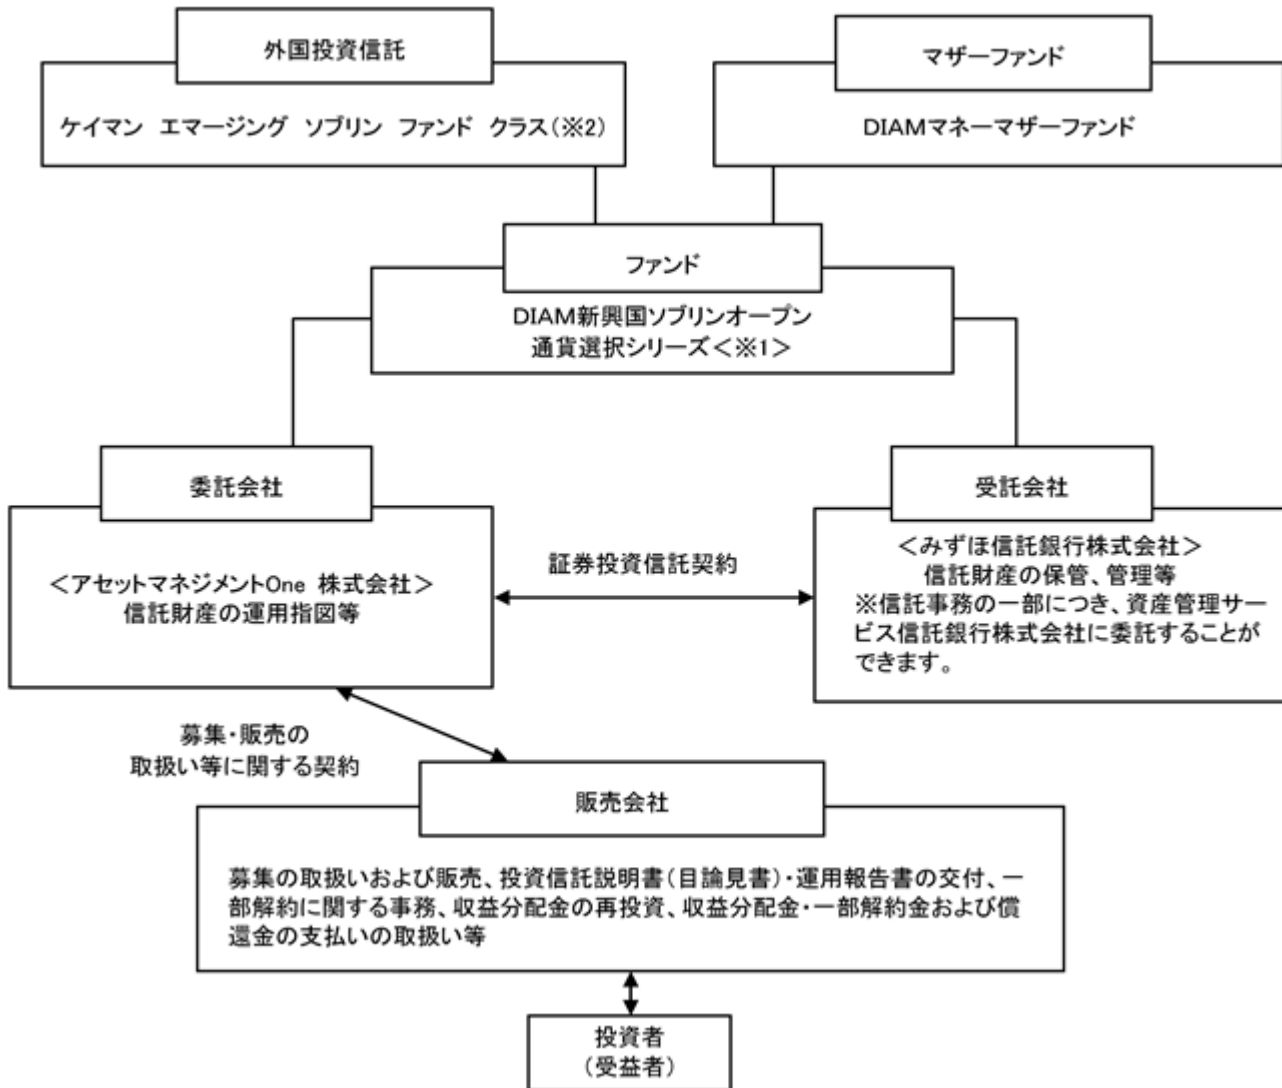 外国投資信託
ケイマン エマージング ソブリン ファンド クラス(※2)
マザーファンド
DIAMマネーマザーファンド
ファンド
DIAM新興国ソブリンオープン
通貨選択シリーズ<※1>
委託会社
<アセットマネジメントOne 株式会社>
信託財産の運用指図等
証券投資信託契約
受託会社
<みずほ信託銀行株式会社>
信託財産の保管、管理等
※信託事務の一部につき、資産管理サー
ビス信託銀行株式会社に委託することが
できます。
募集・販売の
取扱い等に関する契約
販売会社
募集の取扱いおよび販売、投資信託説明書(目論見書)・運用報告書の交付、一
部解約に関する事務、収益分配金の再投資、収益分配金・一部解約金および償
還金の支払いの取扱い等
投資者
(受益者)